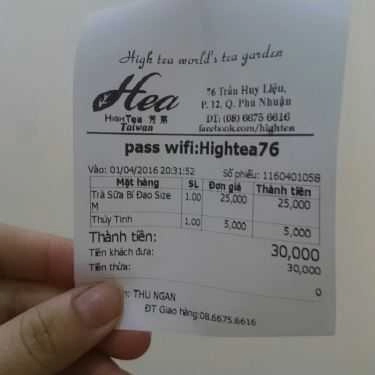 High tea world's tea garden
Hea
HIGHTEA
Taiwan
76 Trần Huy Liệu,
P. 12, Q. Phú Nhuận
ĐT: (08) 6675 6616
facebook.com/hightea
pass wifi:Hightea76
Vào: 01/04/2016 20:31:52 Số phiếu: 1160401058
Mặt hàng SL Đơn giá Thành tiền
Trà Sữa Bí Đao Size M 1.00 25,000 25,000
Thủy Tinh 1.00 5,000 5,000
Thành tiền: 30,000
Tiền khách đưa: 30,000
Tiền thừa: 0
THU NGAN
ĐT Giao hàng:08.6675.6616